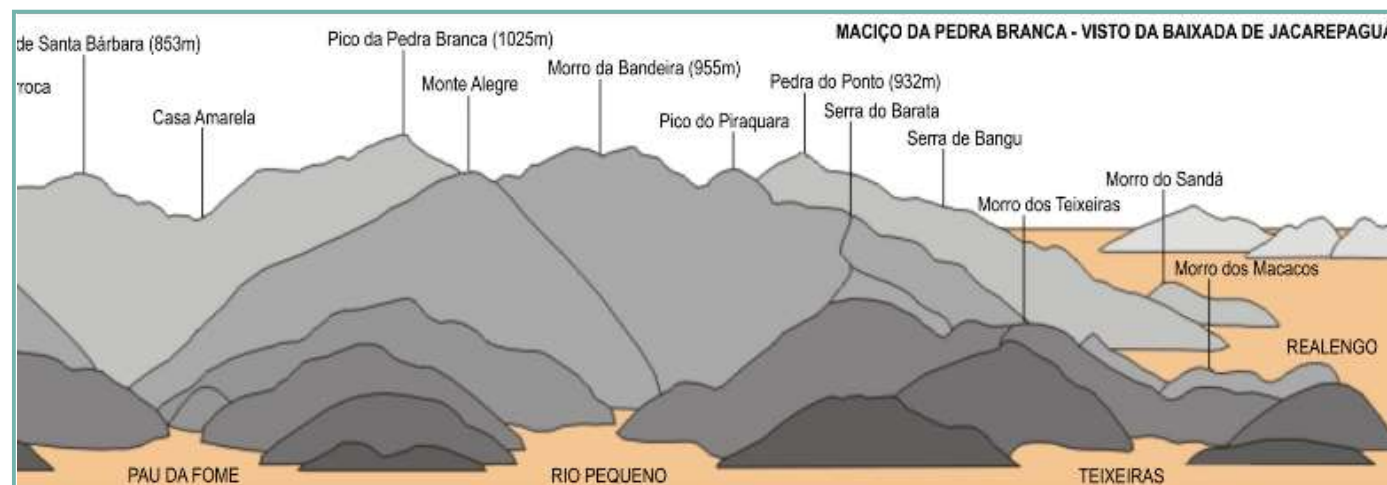 MACIÇO DA PEDRA BRANCA - VISTO DA BAIXADA DE JACAREPAGUA
de Santa Bárbara (853m)
Pico da Pedra Branca (1025m)
Morro da Bandeira (955m)
Pedra do Ponto (932m)
rroca
Monte Alegre
Casa Amarela
Pico do Piraquara
Serra do Barata
Serra de Bangu
Morro do Sandá
Morro dos Teixeiras
Morro dos Macacos
REALENGO
PAU DA FOME
RIO PEQUENO
TEIXEIRAS